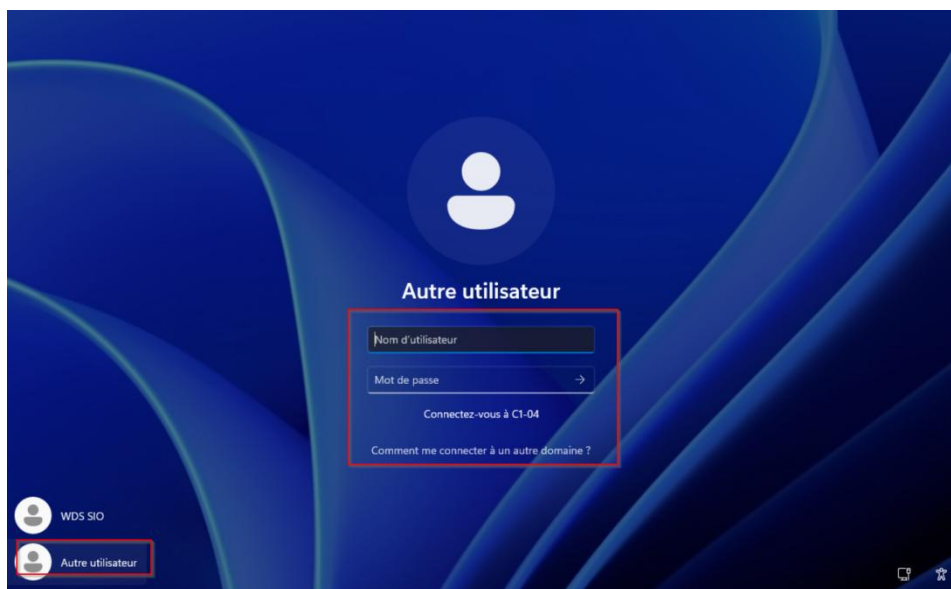 Autre utilisateur
Nom d'utilisateur
Mot de passe
Connectez-vous à C1-04
Comment me connecter à un autre domaine ?
WDS SIO
Autre utilisateur